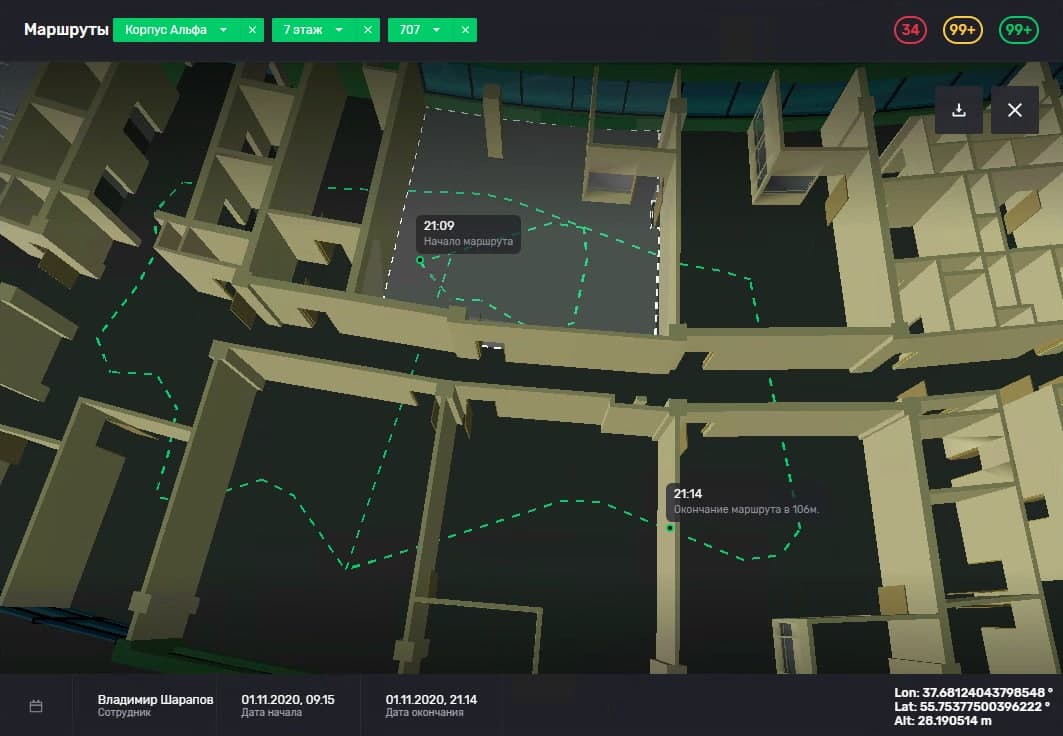 Маршруты
Корпус Альфа
7 этаж
707
34
99+
99+
21:09
Начало маршрута
21:14
Окончание маршрута в 106м.
Владимир Шарапов
Сотрудник
01.11.2020, 09.15
Дата начала
01.11.2020, 21.14
Дата окончания
Lon: 37.68124043798548 °
Lat: 55.75377500396222 °
Alt: 28.190514 m